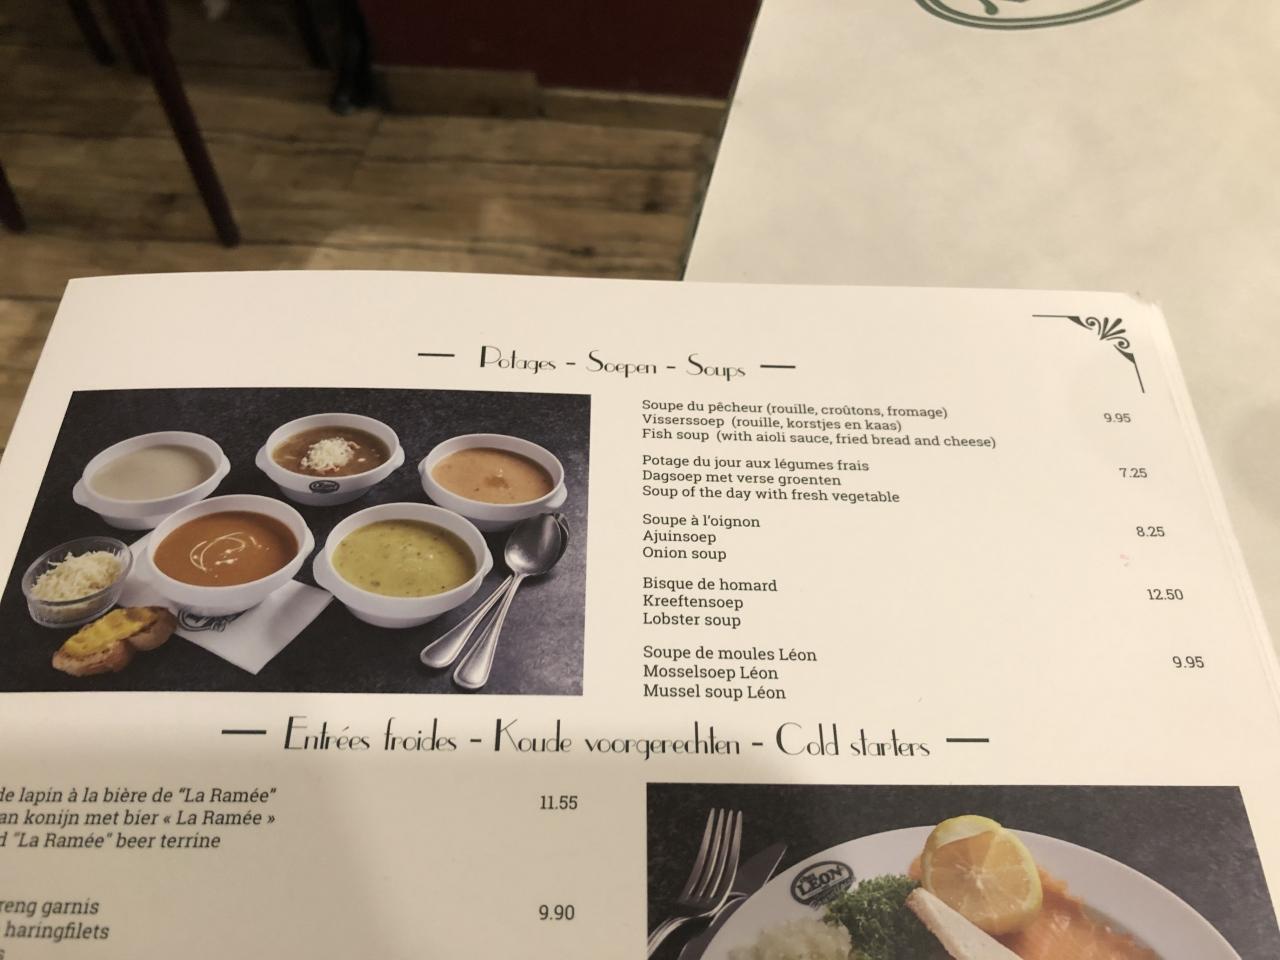 Potages - Soepen - Soups
Soupe du pêcheur (rouille, croûtons, fromage)
Visserssoep (rouille, korstjes en kaas)
Fish soup (with aioli sauce, fried bread and cheese)
9.95
Potage du jour aux légumes frais
Dagsoep met verse groenten
Soup of the day with fresh vegetable
7.25
Soupe à l'oignon
Ajuinsoep
Onion soup
8.25
Bisque de homard
Kreeftensoep
Lobster soup
12.50
Soupe de moules Léon
Mosselsoep Léon
Mussel soup Léon
9.95
Entrées froides - Koude voorgerechten - Cold starters
de lapin à la bière de "La Ramée"
konijn met bier « La Ramée »
"La Ramée" beer terrine
11.55
garnis
haringfilets
9.90
LÉON